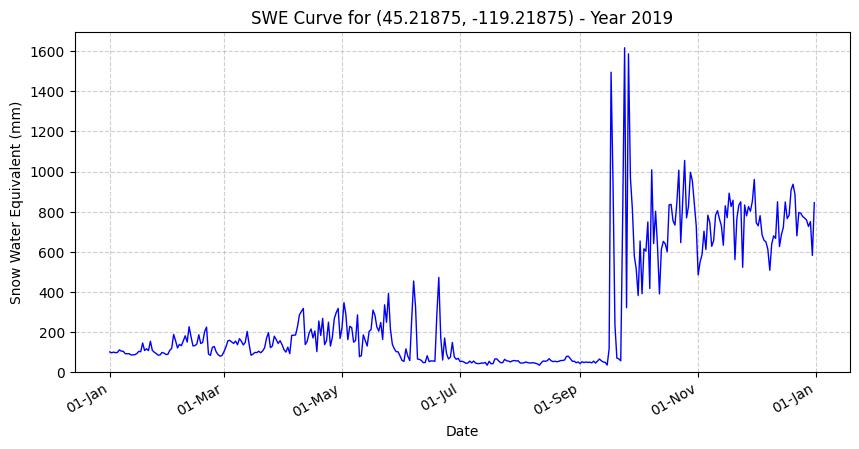 SWE Curve for (45.21875, -119.21875) - Year 2019
Snow Water Equivalent (mm)
1600
1400
1200
1000
800
600
400
200
0
01-Jan
01-Mar
01-May
01-Jul
01-Sep
01-Nov
01-Jan
Date